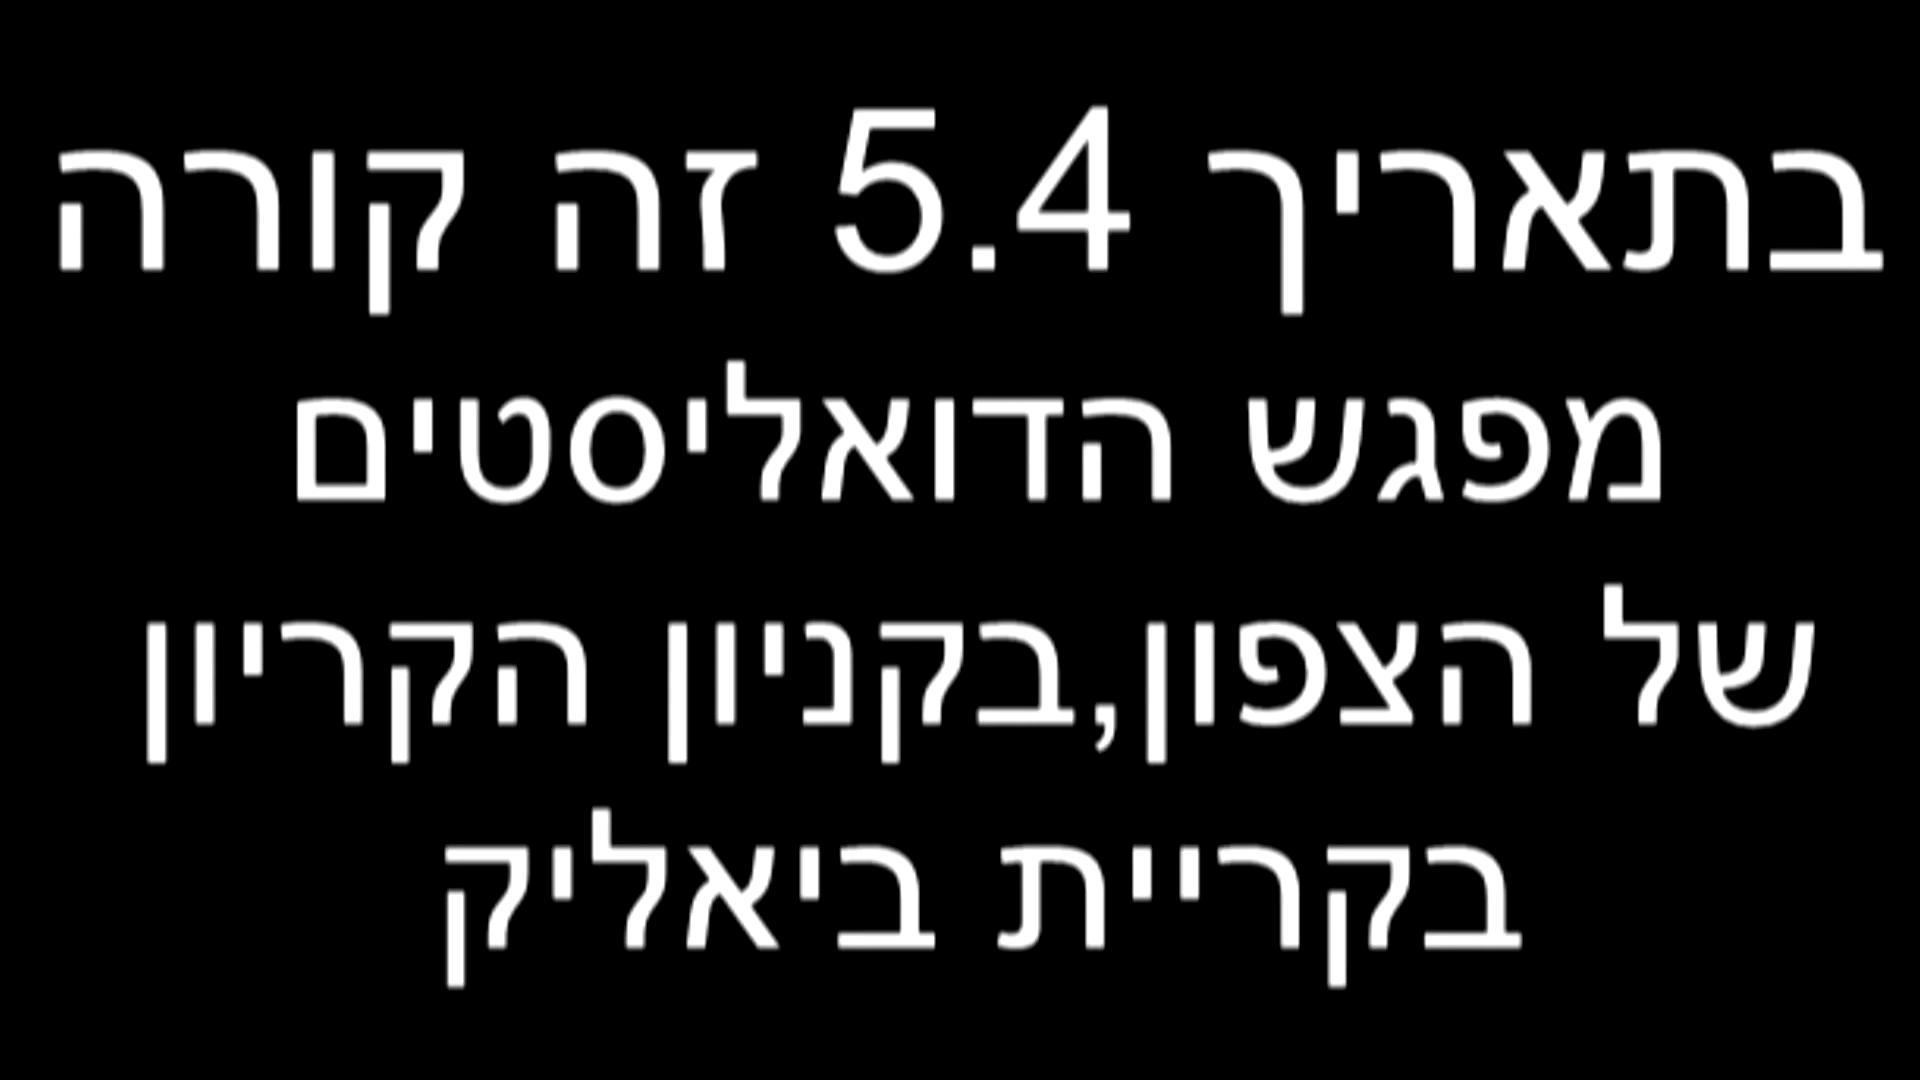 בתאריך 5.4 זה קורה
מפגש הדואליסטים
של הצפון,בקניון הקריון
בקריית ביאליק